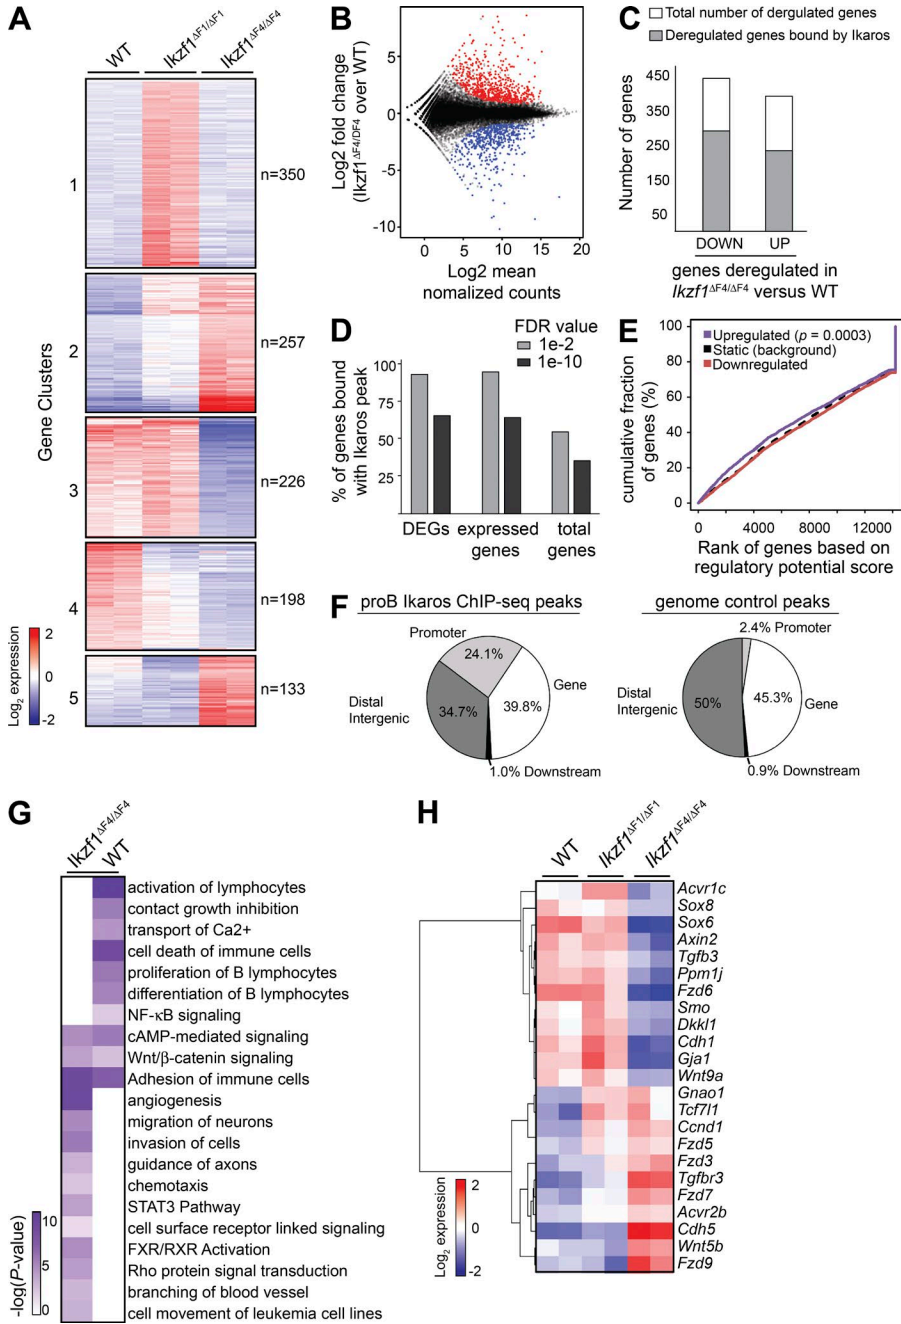 A
WT
Ikzf1ΔF1/ΔF1
Ikzf1ΔF4/ΔF4
Gene Clusters
1
2
3
4
5
n=350
n=257
n=226
n=198
n=133
Log2 expression
2
0
-2
B
Log2 fold change
(Ikzf1ΔF4/DF4 over WT)
5
0
-5
-10
0
5
10
15
20
Log2 mean
nomalized counts
C
Total number of dergulated genes
Deregulated genes bound by Ikaros
Number of genes
450
350
250
150
50
DOWN
UP
genes deregulated in
Ikzf1ΔF4/ΔF4 versus WT
D
FDR value
1e-2
1e-10
% of genes bound
with Ikaros peak
100
75
50
25
DEGs
expressed
genes
total
genes
E
Upregulated (p = 0.0003)
Static (background)
Downregulated
cumulative fraction
of genes (%)
100
80
60
40
20
0
0
4000
8000
12000
Rank of genes based on
regulatory potential score
F
proB Ikaros ChIP-seq peaks
Promoter
24.1%
Distal
Intergenic
34.7%
39.8%
Gene
1.0% Downstream
genome control peaks
2.4% Promoter
Distal
Intergenic
50%
45.3%
Gene
0.9% Downstream
G
Ikzf1ΔF4/ΔF4
WT
activation of lymphocytes
contact growth inhibition
transport of Ca2+
cell death of immune cells
proliferation of B lymphocytes
differentiation of B lymphocytes
NF-κB signaling
cAMP-mediated signaling
Wnt/β-catenin signaling
Adhesion of immune cells
angiogenesis
migration of neurons
invasion of cells
guidance of axons
chemotaxis
STAT3 Pathway
cell surface receptor linked signaling
FXR/RXR Activation
Rho protein signal transduction
branching of blood vessel
cell movement of leukemia cell lines
-log(P-value)
10
5
0
H
WT
Ikzf1ΔF1/ΔF1
Ikzf1ΔF4/ΔF4
Acvr1c
Sox8
Sox6
Axin2
Tgfb3
Ppm1j
Fzd6
Smo
Dkkl1
Cdh1
Gja1
Wnt9a
Gnao1
Tcf7l1
Ccnd1
Fzd5
Fzd3
Tgfbr3
Fzd7
Acvr2b
Cdh5
Wnt5b
Fzd9
Log2 expression
2
0
-2